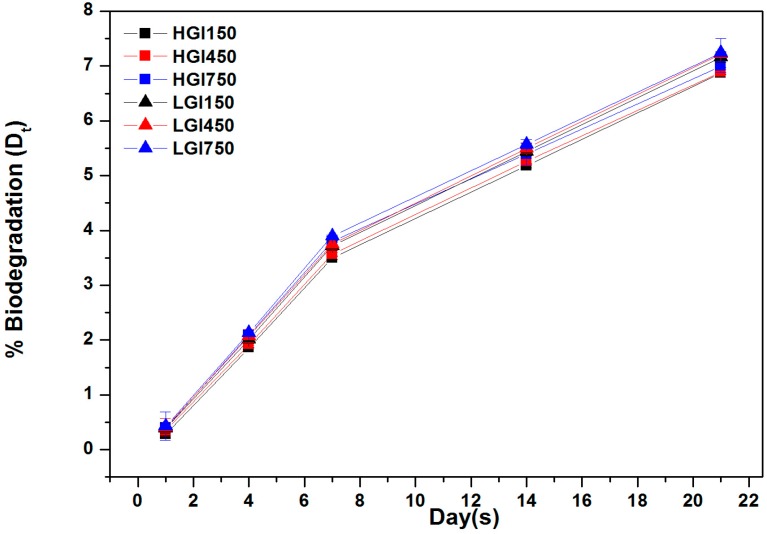 8
7
6
5
4
3
2
1
0
% Biodegradation (Dt)
HGI150
HGI450
HGI750
LGI150
LGI450
LGI750
0 2 4 6 8 10 12 14 16 18 20 22
Day(s)